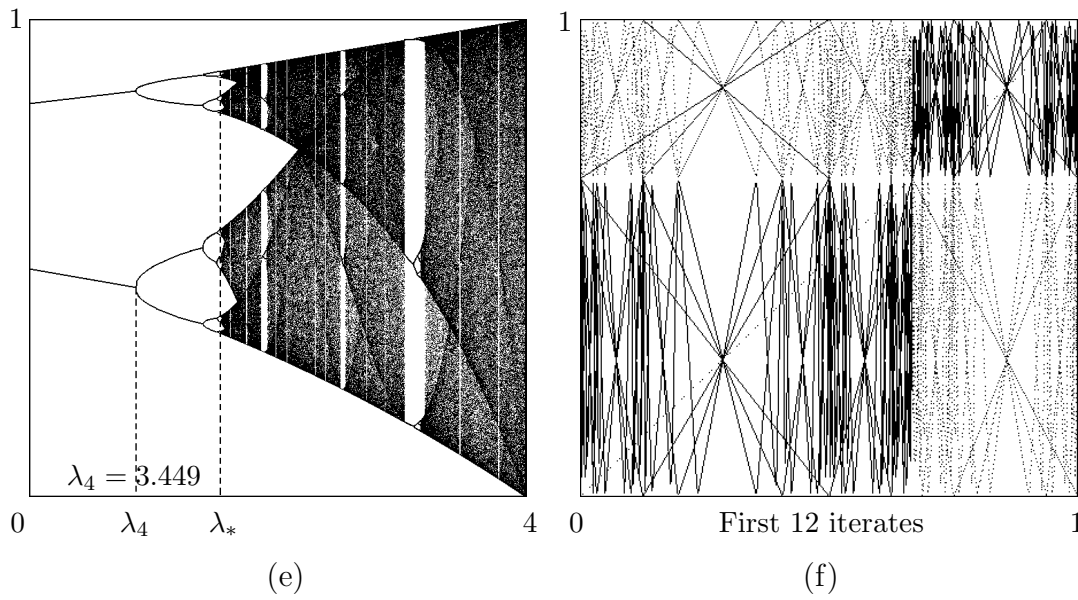 1
λ₄ = 3.449
0 λ₄ λ* 4
(e)
1
0 First 12 iterates 1
(f)